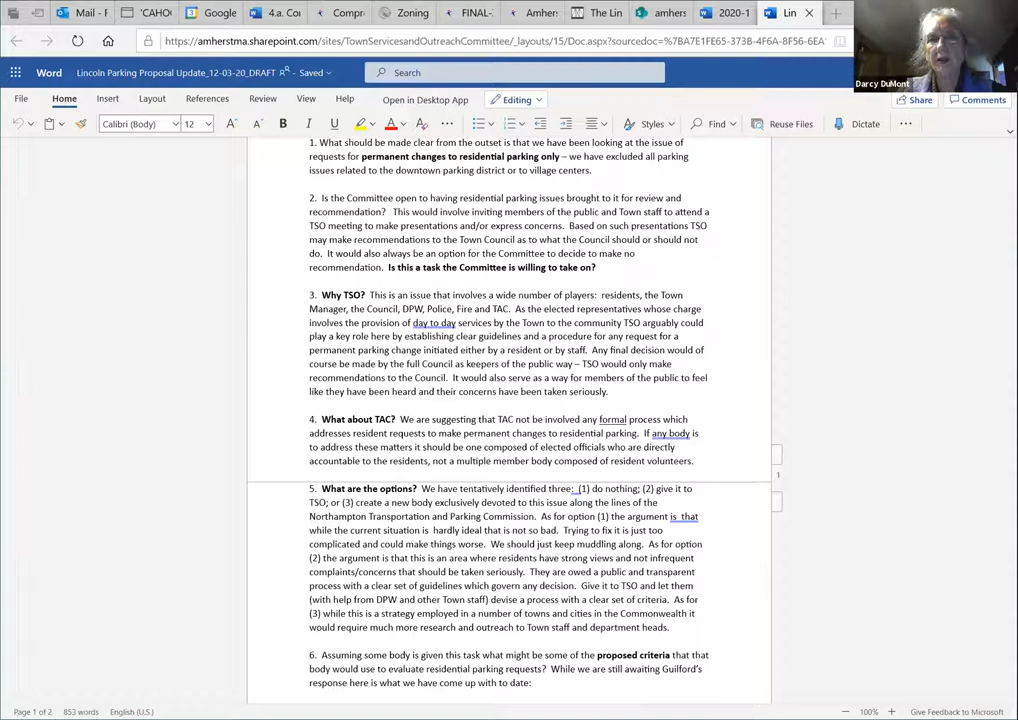 Mail - F
'CAHO
Google
4.a. Cor
Compr
Zoning
FINAL-
Amhers
The Lin
amhers
2020-1
Lin
https://amherstma.sharepoint.com/sites/TownServicesandOutreachCommittee/_layouts/15/Doc.aspx?sourcedoc=%7BA7E1FE65-373B-4F6A-8F56-6EA
Darcy DuMont
Word
Lincoln Parking Proposal Update_12-03-20_DRAFT
- Saved
Search
File
Home
Insert
Layout
References
Review
View
Help
Open in Desktop App
Editing
Share
Comments
Calibri (Body)
12
B
I
U
Styles
Find
Reuse Files
Dictate
1. What should be made clear from the outset is that we have been looking at the issue of
requests for permanent changes to residential parking only – we have excluded all parking
issues related to the downtown parking district or to village centers.
2. Is the Committee open to having residential parking issues brought to it for review and
recommendation? This would involve inviting members of the public and Town staff to attend a
TSO meeting to make presentations and/or express concerns. Based on such presentations TSO
may make recommendations to the Town Council as to what the Council should or should not
do. It would also always be an option for the Committee to decide to make no
recommendation. Is this a task the Committee is willing to take on?
3. Why TSO? This is an issue that involves a wide number of players: residents, the Town
Manager, the Council, DPW, Police, Fire and TAC. As the elected representatives whose charge
involves the provision of day to day services by the Town to the community TSO arguably could
play a key role here by establishing clear guidelines and a procedure for any request for a
permanent parking change initiated either by a resident or by staff. Any final decision would of
course be made by the full Council as keepers of the public way – TSO would only make
recommendations to the Council. It would also serve as a way for members of the public to feel
like they have been heard and their concerns have been taken seriously.
4. What about TAC? We are suggesting that TAC not be involved any formal process which
addresses resident requests to make permanent changes to residential parking. If any body is
to address these matters it should be one composed of elected officials who are directly
accountable to the residents, not a multiple member body composed of resident volunteers.
1
5. What are the options? We have tentatively identified three: (1) do nothing; (2) give it to
TSO; or (3) create a new body exclusively devoted to this issue along the lines of the
Northampton Transportation and Parking Commission. As for option (1) the argument is that
while the current situation is hardly ideal that is not so bad. Trying to fix it is just too
complicated and could make things worse. We should just keep muddling along. As for option
(2) the argument is that this is an area where residents have strong views and not infrequent
complaints/concerns that should be taken seriously. They are owed a public and transparent
process with a clear set of guidelines which govern any decision. Give it to TSO and let them
(with help from DPW and other Town staff) devise a process with a clear set of criteria. As for
(3) while this is a strategy employed in a number of towns and cities in the Commonwealth it
would require much more research and outreach to Town staff and department heads.
6. Assuming some body is given this task what might be some of the proposed criteria that that
body would use to evaluate residential parking requests? While we are still awaiting Guilford's
response here is what we have come up with to date:
Page 1 of 2
853 words
English (U.S.)
100%
Give Feedback to Microsoft